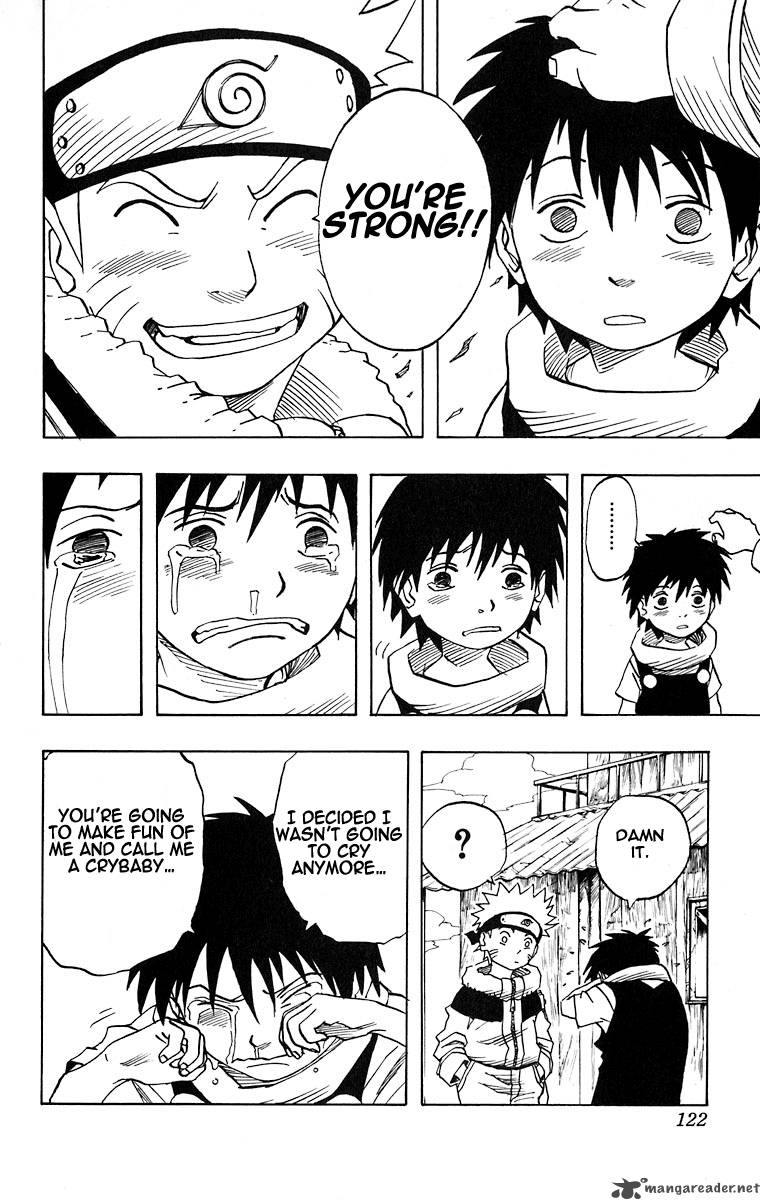 YOU'RE
STRONG!!
........
DAMN
IT.
?
I DECIDED I
WASN'T GOING
TO CRY
ANYMORE...
YOU'RE GOING
TO MAKE FUN OF
ME AND CALL ME
A CRYBABY...
122
mangareader.net